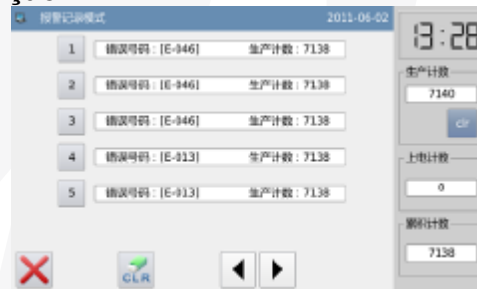 报警记录模式 2011-06-02
1 错误号码 : [E-046] 生产计数 : 7138
2 错误号码 : [E-046] 生产计数 : 7138
3 错误号码 : [E-046] 生产计数 : 7138
4 错误号码 : [E-013] 生产计数 : 7138
5 错误号码 : [E-013] 生产计数 : 7138
CLR
13:28
生产计数
7140
clr
上电计数
0
累积计数
7138